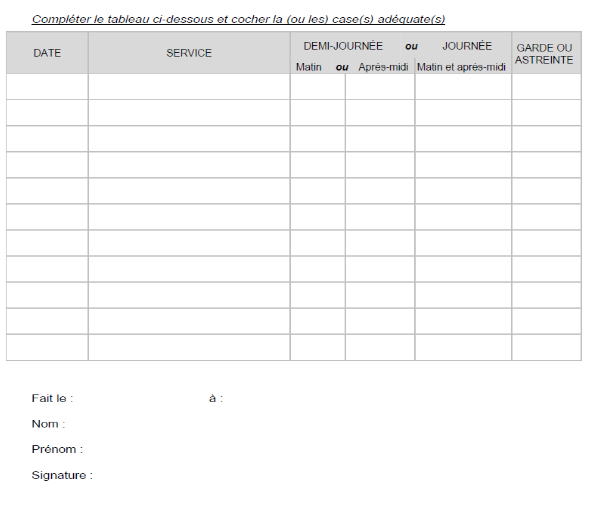 Compléter le tableau ci-dessous et cocher la (ou les) case(s) adéquate(s)
DATE SERVICE DEMI-JOURNÉE ou JOURNÉE GARDE OU ASTREINTE
Matin ou Après-midi Matin et après-midi
Fait le : à :
Nom :
Prénom :
Signature :